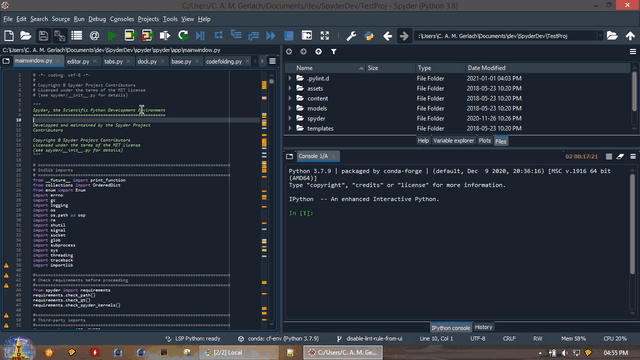 C:\Users\C. A. M. Gerlach\Documents\dev\SpyderDev\TestProj - Spyder (Python 3.8)
File Edit Search Source Run Debug Consoles Projects Tools View Help
C:\Users\C. A. M. Gerlach\Documents\dev\SpyderDev\TestProj
C:\Users\C. A. M. Gerlach\Documents\dev\spyder\spyder\app\mainwindow.py
mainwindow.py editor.py tabs.py dock.py base.py codefolding.py
1 # -*- coding: utf-8 -*-
2 #
3 # Copyright © Spyder Project Contributors
4 # Licensed under the terms of the MIT License
5 # (see spyder/__init__.py for details)
"""
Spyder, the Scientific Python Development Environment
=====================================================
10
Developed and maintained by the Spyder Project
Contributors
Copyright © Spyder Project Contributors
Licensed under the terms of the MIT License
(see spyder/__init__.py for details)
"""
# Stdlib imports
from __future__ import print_function
from collections import OrderedDict
from enum import Enum
import errno
import gc
import logging
import os
import os.path as osp
import re
import shutil
import signal
import socket
import glob
import subprocess
import sys
import threading
import traceback
import importlib
# Check requirements before proceeding
from spyder import requirements
requirements.check_path()
requirements.check_qt()
requirements.check_spyder_kernels()
# Third-party imports
Name Size Type Date Modified
.pylint.d File Folder 2021-01-01 04:03 PM
assets File Folder 2018-05-23 10:20 PM
content File Folder 2018-05-23 10:20 PM
models File Folder 2018-05-23 10:20 PM
spyder File Folder 2020-11-26 10:26 PM
templates File Folder 2018-05-23 10:20 PM
Help Variable explorer Plots Files
Console 1/A
00:17:21
Python 3.7.9 | packaged by conda-forge | (default, Dec 9 2020, 20:36:16) [MSC v.1916 64 bit
(AMD64)]
Type "copyright", "credits" or "license" for more information.
IPython -- An enhanced Interactive Python.
In [1]:
IPython console History
LSP Python: ready conda: cf-env (Python 3.7.9) disable-lint-rule-from-ui Line 10, Col 1 UTF-8 CRLF RW Mem 58% CPU 20%
[2/2] Local
C:\Users\C. A. M. Ge...
04:55 PM